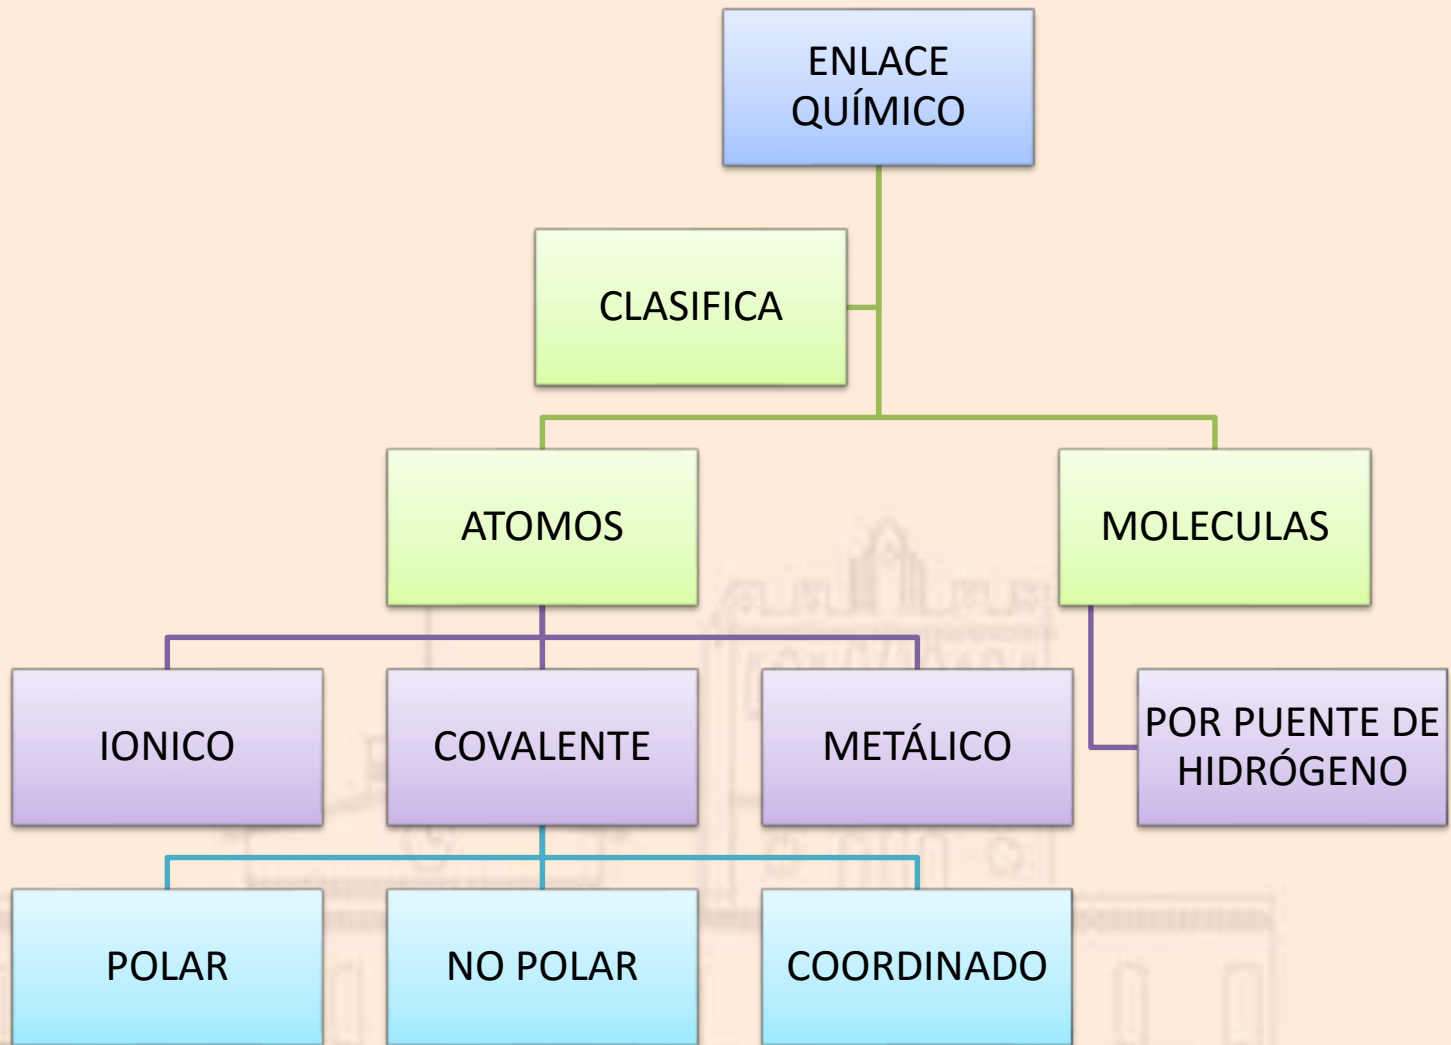 ENLACE
QUÍMICO
CLASIFICA
ATOMOS
MOLECULAS
IONICO
COVALENTE
METÁLICO
POR PUENTE DE
HIDRÓGENO
POLAR
NO POLAR
COORDINADO